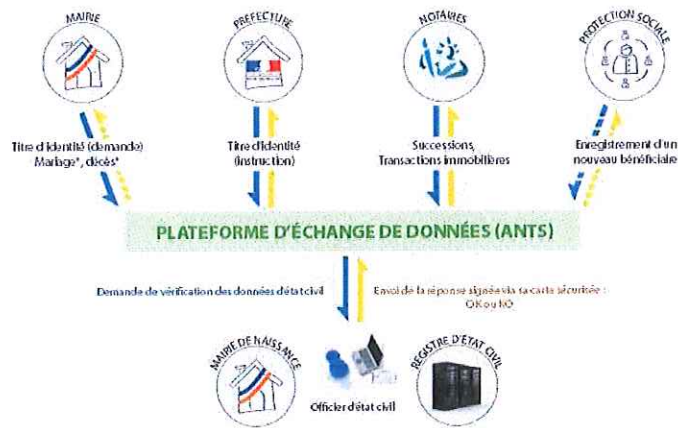 MAIRIE
PREFECTURE
NOTAIRES
PROTECTION SOCIALE
Titre d'identité (demande)
Mariage*, décès*
Titre d'identité
(instruction)
Successions,
Transactions immobilières
Enregistrement d'un
nouveau bénéficiaire
PLATEFORME D'ÉCHANGE DE DONNÉES (ANTS)
Demande de vérification des données d'état civil
Envoi de la réponse signée via sa carte sécurisée :
OK ou KO
MAIRIE DE NAISSANCE
Officier d'état civil
REGISTRE D'ÉTAT CIVIL